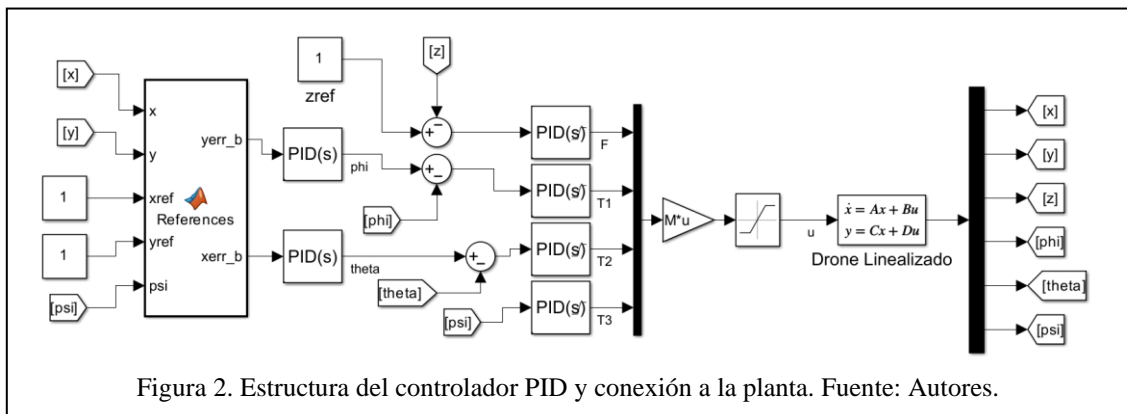 [x]
[y]
1
1
[psi]
x
y
xref
yref
psi
References
yerr_b
xerr_b
1
zref
[z]
PID(s)
phi
[phi]
PID(s)
theta
[theta]
[psi]
PID(s)
F
PID(s)
T1
PID(s)
T2
PID(s)
T3
M*u
u
ẋ = Ax + Bu
y = Cx + Du
Drone Linealizado
[x]
[y]
[z]
[phi]
[theta]
[psi]
Figura 2. Estructura del controlador PID y conexión a la planta. Fuente: Autores.